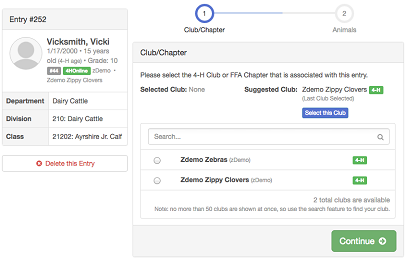 Entry #252
Vicksmith, Vicki
1/17/2000 • 15 years
old (4-H age) • Grade: 10
#44 4HOnline zDemo •
Zdemo Zippy Clovers
Department Dairy Cattle
Division 210: Dairy Cattle
Class 21202: Ayrshire Jr. Calf
Delete this Entry
1 2
Club/Chapter Animals
Club/Chapter
Please select the 4-H Club or FFA Chapter that is associated with this entry.
Selected Club: None Suggested Club: Zdemo Zippy Clovers 4-H
(Last Club Selected)
Select this Club
Search...
Zdemo Zebras (zDemo) 4-H
Zdemo Zippy Clovers (zDemo) 4-H
2 total clubs are available
Note: no more than 50 clubs are shown at once, so use the search feature to find your club.
Continue